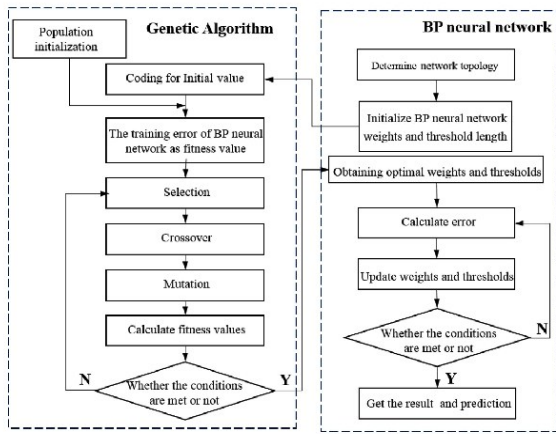 Genetic Algorithm
Population
initialization
Coding for Initial value
The training error of BP neural
network as fitness value
Selection
Crossover
Mutation
Calculate fitness values
N
Whether the conditions
are met or not
Y
BP neural network
Determine network topology
Initialize BP neural network
weights and threshold length
Obtaining optimal weights and thresholds
Calculate error
Update weights and thresholds
Whether the conditions
are met or not
N
Y
Get the result and prediction